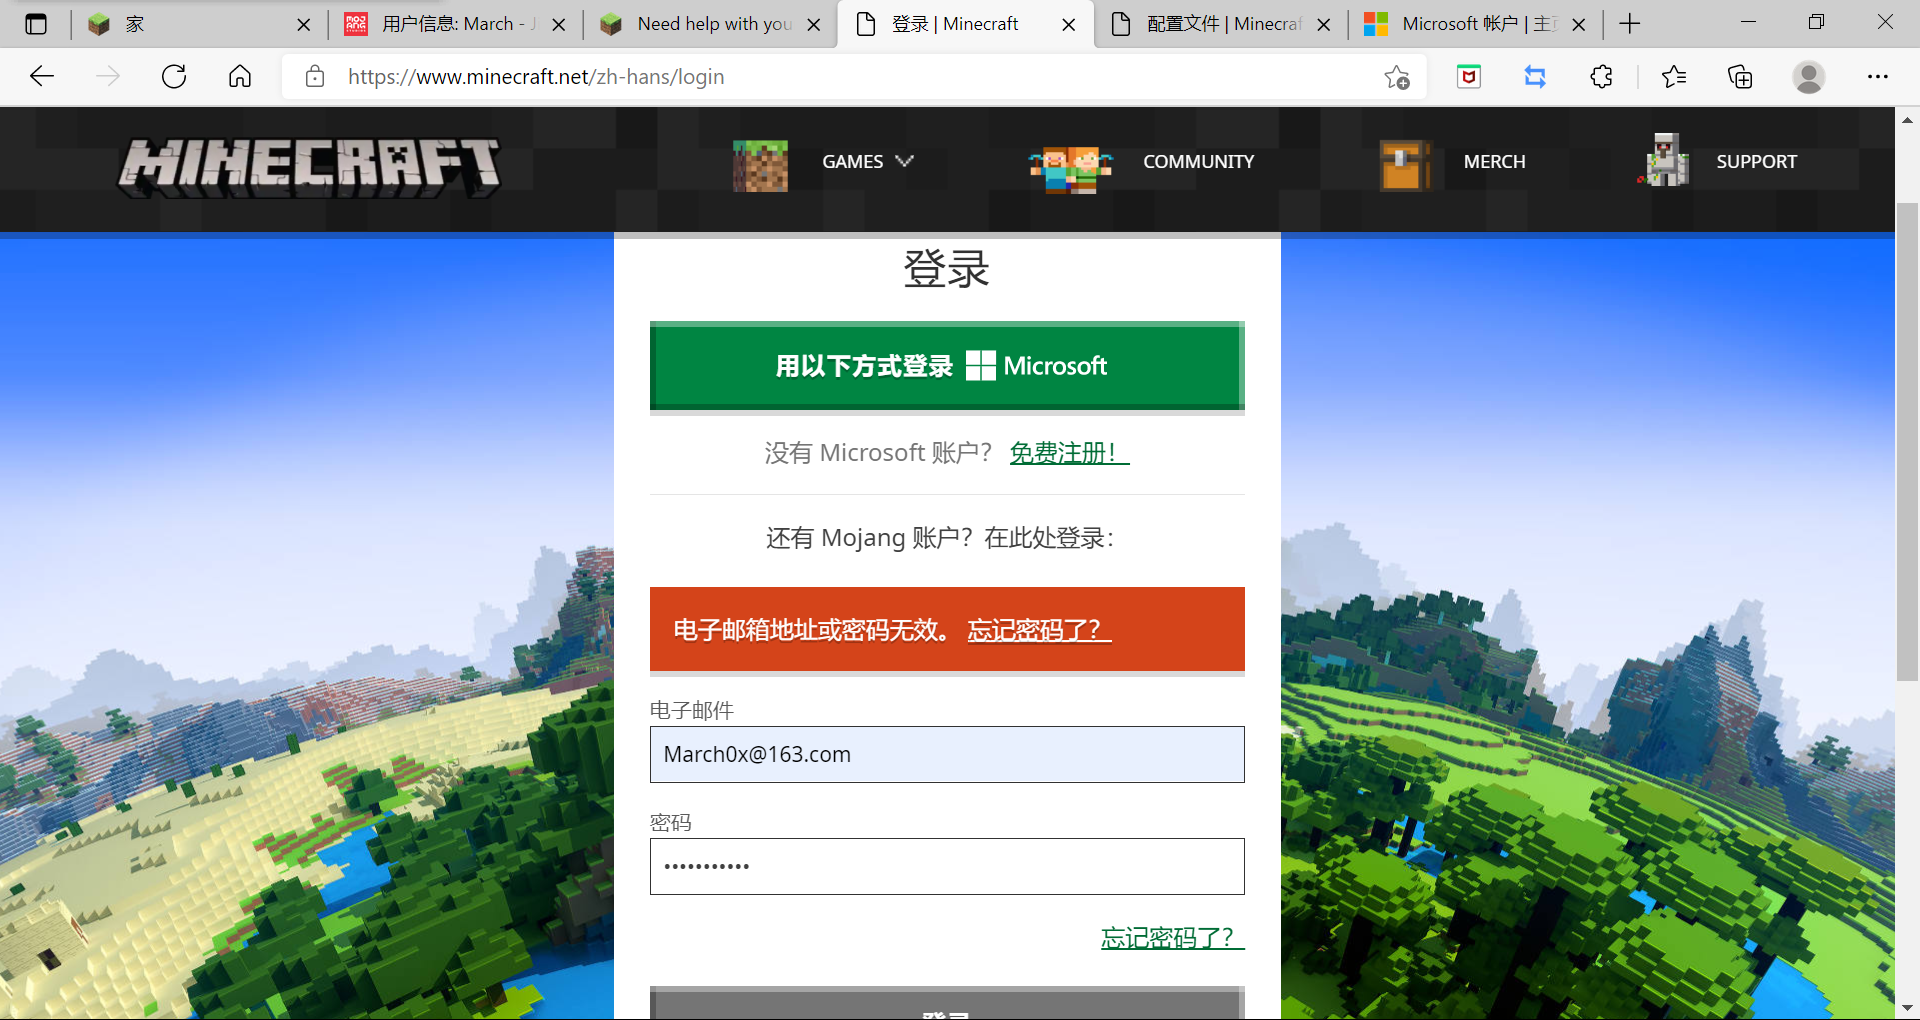 家
用户信息: March - J
Need help with you
登录 | Minecraft
配置文件 | Minecraf
Microsoft 帐户 | 主
https://www.minecraft.net/zh-hans/login
MINECRAFT
GAMES
COMMUNITY
MERCH
SUPPORT
登录
用以下方式登录 Microsoft
没有 Microsoft 账户？ 免费注册！
还有 Mojang 账户？在此处登录：
电子邮箱地址或密码无效。 忘记密码了？
电子邮件
March0x@163.com
密码
•••••••••••
忘记密码了？
登录